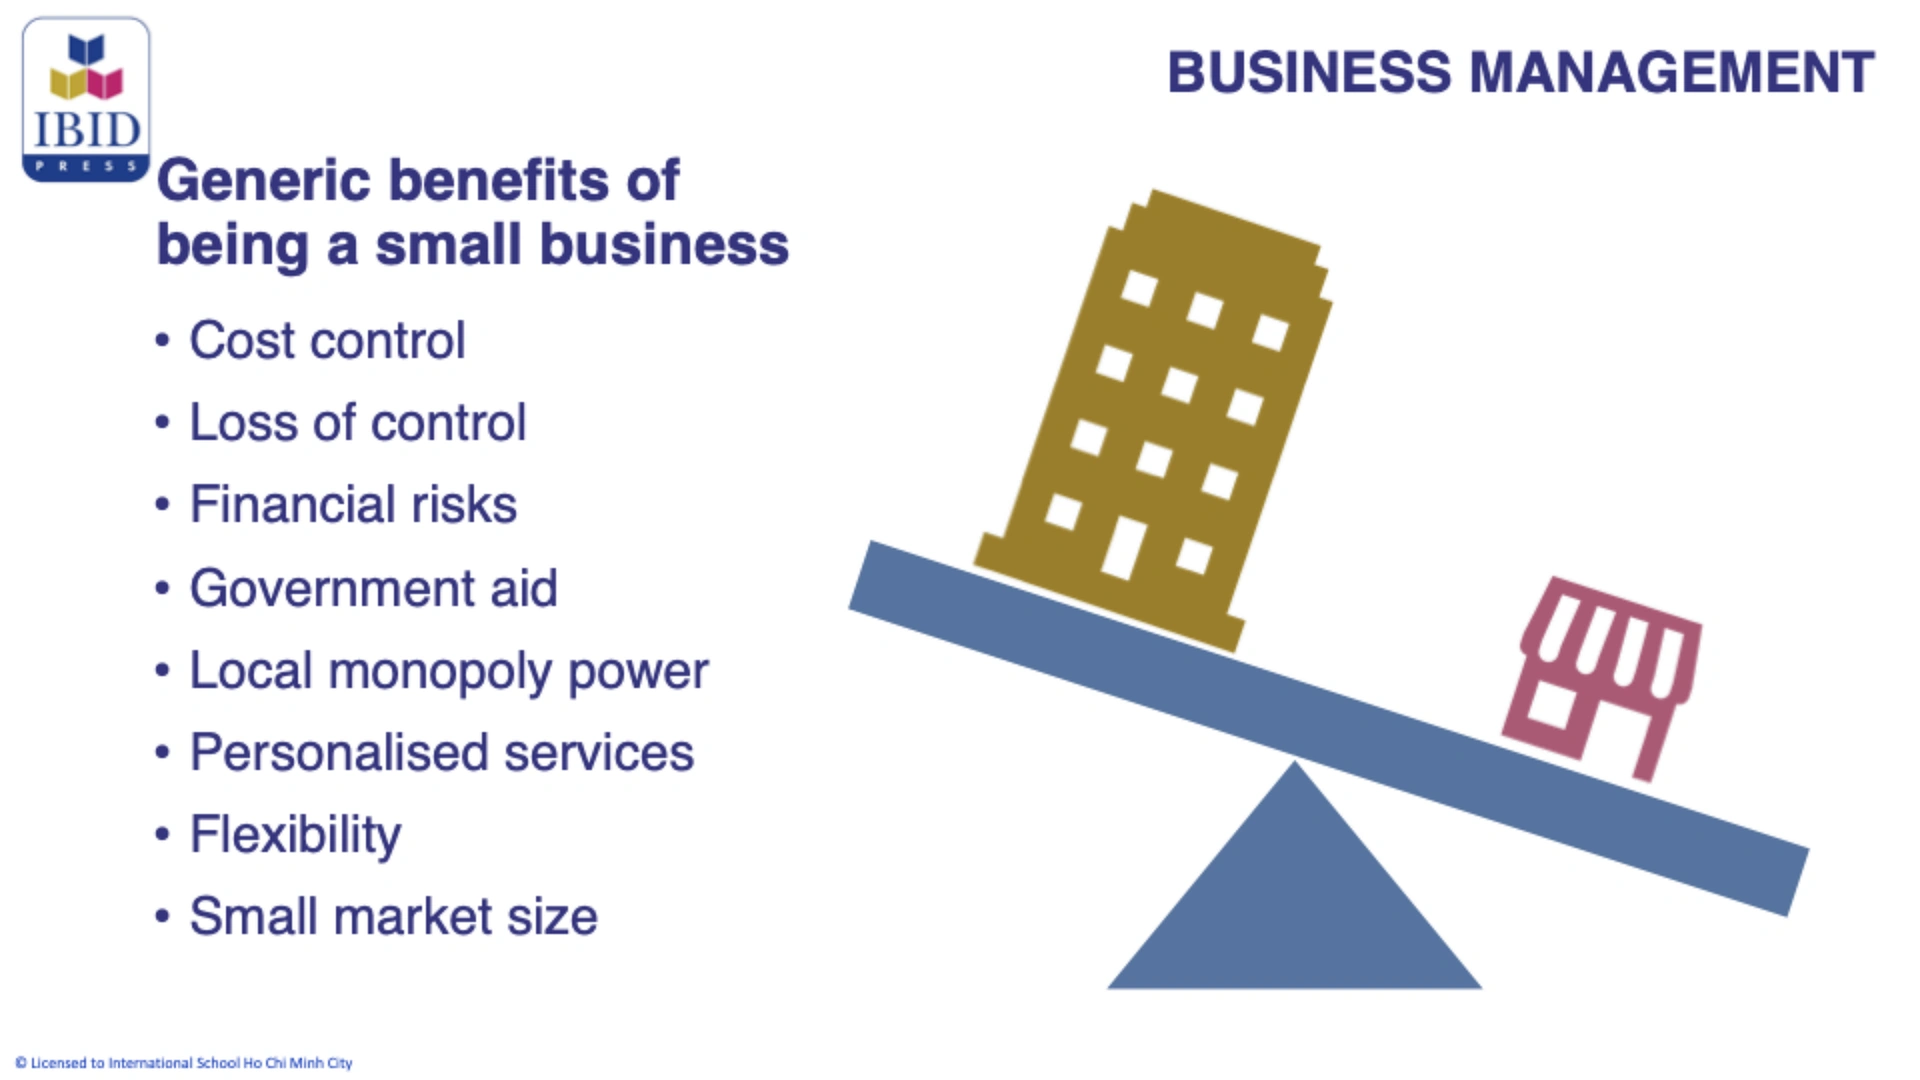 IBID
PRESS
BUSINESS MANAGEMENT
Generic benefits of
being a small business
• Cost control
• Loss of control
• Financial risks
• Government aid
• Local monopoly power
• Personalised services
• Flexibility
• Small market size
© Licensed to International School Ho Chi Minh City